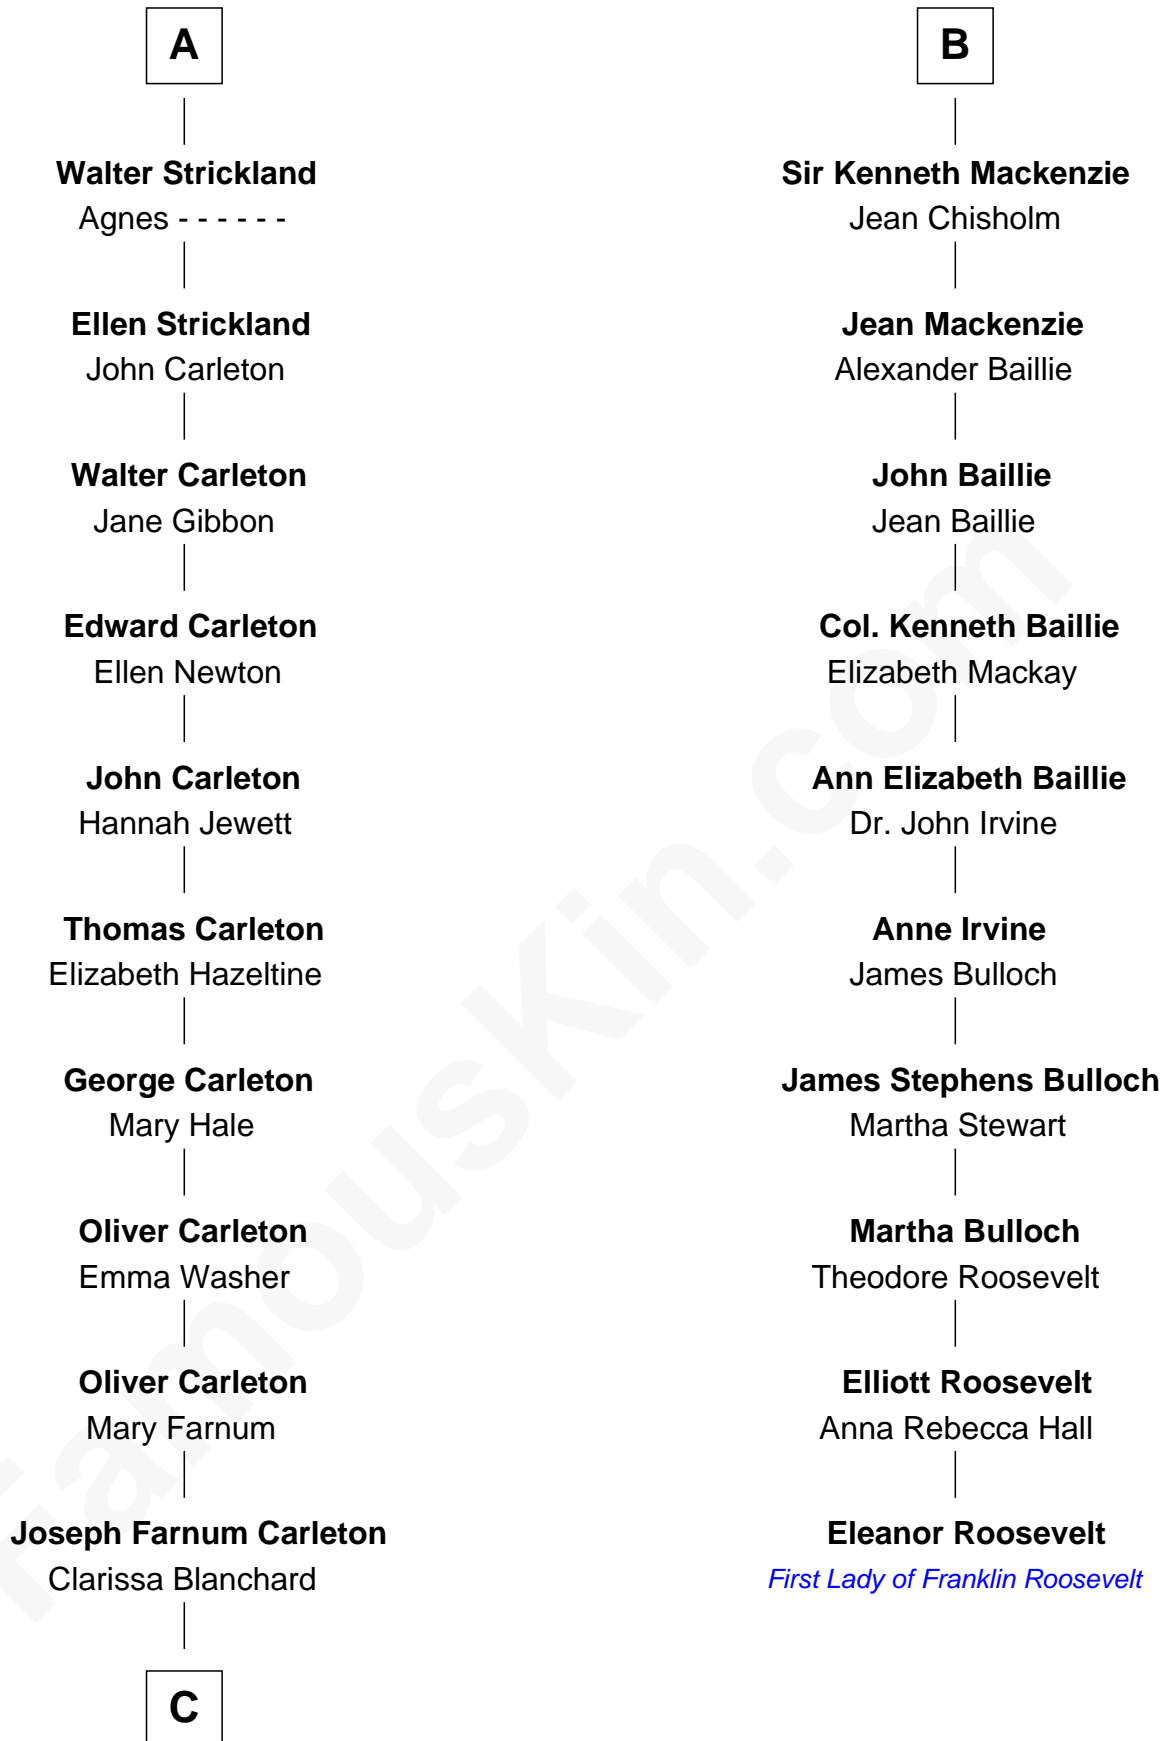 A
Walter Strickland
Agnes - - - - - -
Ellen Strickland
John Carleton
Walter Carleton
Jane Gibbon
Edward Carleton
Ellen Newton
John Carleton
Hannah Jewett
Thomas Carleton
Elizabeth Hazeltine
George Carleton
Mary Hale
Oliver Carleton
Emma Washer
Oliver Carleton
Mary Farnum
Joseph Farnum Carleton
Clarissa Blanchard
C
B
Sir Kenneth Mackenzie
Jean Chisholm
Jean Mackenzie
Alexander Baillie
John Baillie
Jean Baillie
Col. Kenneth Baillie
Elizabeth Mackay
Ann Elizabeth Baillie
Dr. John Irvine
Anne Irvine
James Bulloch
James Stephens Bulloch
Martha Stewart
Martha Bulloch
Theodore Roosevelt
Elliott Roosevelt
Anna Rebecca Hall
Eleanor Roosevelt
First Lady of Franklin Roosevelt
FamousKin.com